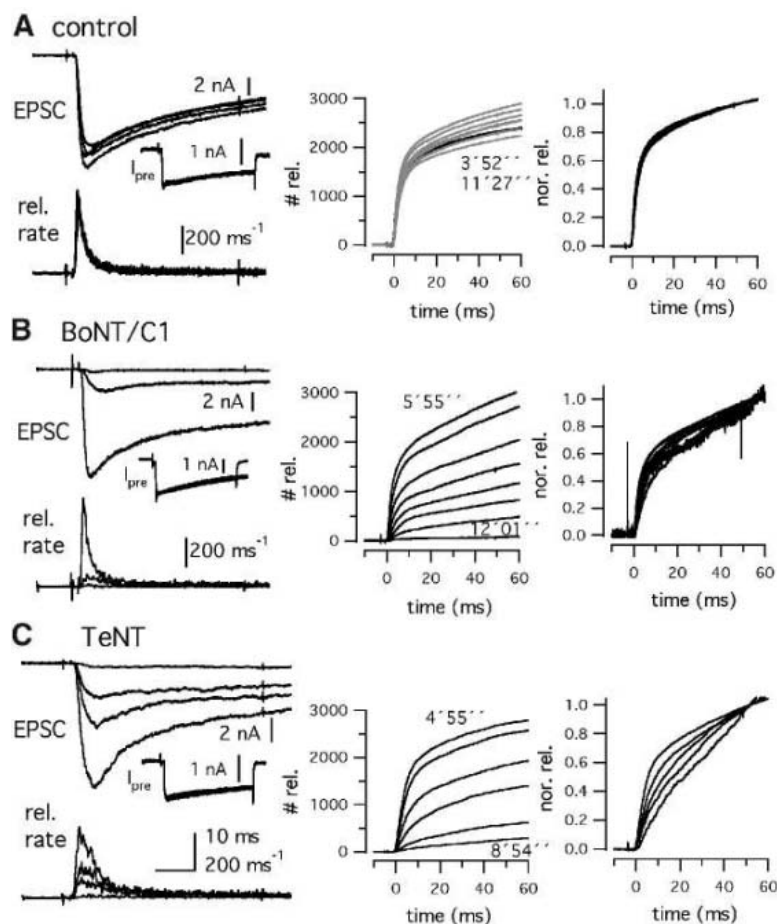 A control
2 nA
EPSC
1 nA
Ipre
rel.
rate
200 ms-1
# rel.
3000
2000
1000
0
3´52´´
11´27´´
0 20 40 60
time (ms)
nor. rel.
1.0
0.8
0.6
0.4
0.2
0.0
0 20 40 60
time (ms)
B BoNT/C1
2 nA
EPSC
1 nA
Ipre
rel.
rate
200 ms-1
# rel.
3000
2000
1000
0
5´55´´
12´01´´
0 20 40 60
time (ms)
nor. rel.
1.0
0.8
0.6
0.4
0.2
0.0
0 20 40 60
time (ms)
C TeNT
EPSC
2 nA
1 nA
Ipre
rel.
rate
10 ms
200 ms-1
# rel.
3000
2000
1000
0
4´55´´
8´54´´
0 20 40 60
time (ms)
nor. rel.
1.0
0.8
0.6
0.4
0.2
0.0
0 20 40 60
time (ms)